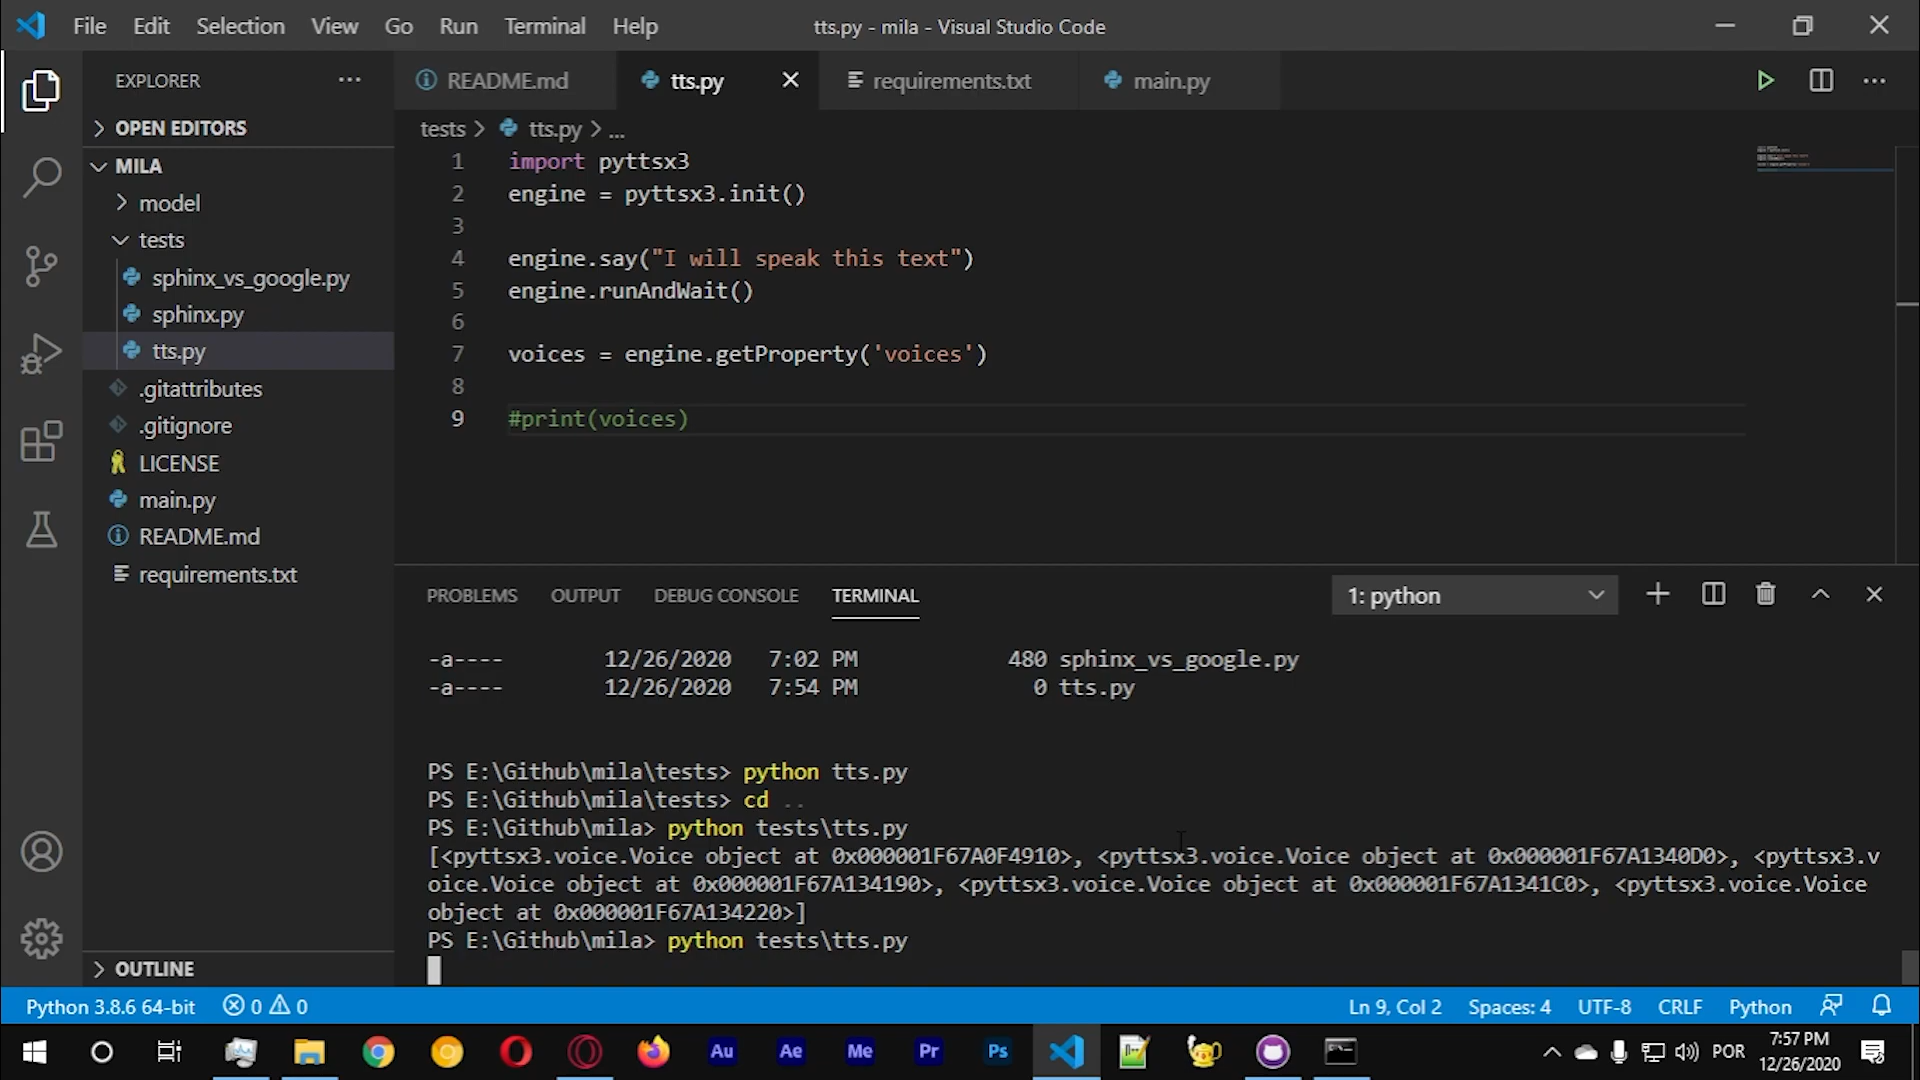 File Edit Selection View Go Run Terminal Help
tts.py - mila - Visual Studio Code
EXPLORER ...
OPEN EDITORS
MILA
model
tests
sphinx_vs_google.py
sphinx.py
tts.py
.gitattributes
.gitignore
LICENSE
main.py
README.md
requirements.txt
OUTLINE
README.md tts.py requirements.txt main.py
tests > tts.py > ...
1 import pyttsx3
2 engine = pyttsx3.init()
3
4 engine.say("I will speak this text")
5 engine.runAndWait()
6
7 voices = engine.getProperty('voices')
8
9 #print(voices)
PROBLEMS OUTPUT DEBUG CONSOLE TERMINAL 1: python
-a---- 12/26/2020 7:02 PM 480 sphinx_vs_google.py
-a---- 12/26/2020 7:54 PM 0 tts.py
PS E:\Github\mila\tests> python tts.py
PS E:\Github\mila\tests> cd ..
PS E:\Github\mila> python tests\tts.py
[<pyttsx3.voice.Voice object at 0x000001F67A0F4910>, <pyttsx3.voice.Voice object at 0x000001F67A1340D0>, <pyttsx3.v
oice.Voice object at 0x000001F67A134190>, <pyttsx3.voice.Voice object at 0x000001F67A1341C0>, <pyttsx3.voice.Voice
object at 0x000001F67A134220>]
PS E:\Github\mila> python tests\tts.py
Python 3.8.6 64-bit 0 0 Ln 9, Col 2 Spaces: 4 UTF-8 CRLF Python
Au Ae Me Pr Ps POR 7:57 PM
12/26/2020